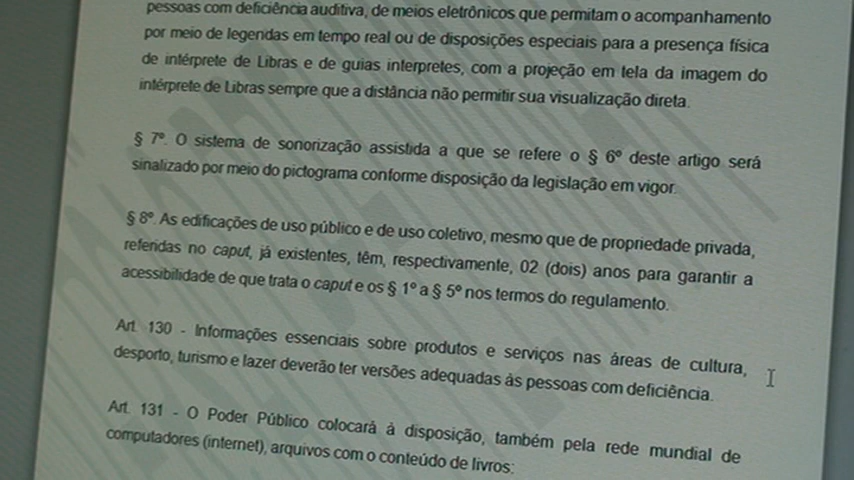 pessoas com deficiência auditiva, de meios eletrônicos que permitam o acompanhamento
por meio de legendas em tempo real ou de disposições especiais para a presença física
de intérprete de Libras e de guias interpretes, com a projeção em tela da imagem do
intérprete de Libras sempre que a distância não permitir sua visualização direta.
§ 7º. O sistema de sonorização assistida a que se refere o § 6º deste artigo será
sinalizado por meio do pictograma conforme disposição da legislação em vigor.
§ 8º. As edificações de uso público e de uso coletivo, mesmo que de propriedade privada,
referidas no caput, já existentes, têm, respectivamente, 02 (dois) anos para garantir a
acessibilidade de que trata o caput e os § 1º a § 5º nos termos do regulamento.
Art. 130 - Informações essenciais sobre produtos e serviços nas áreas de cultura,
desporto, turismo e lazer deverão ter versões adequadas às pessoas com deficiência.
Art. 131 - O Poder Público colocará à disposição, também pela rede mundial de
computadores (internet), arquivos com o conteúdo de livros: